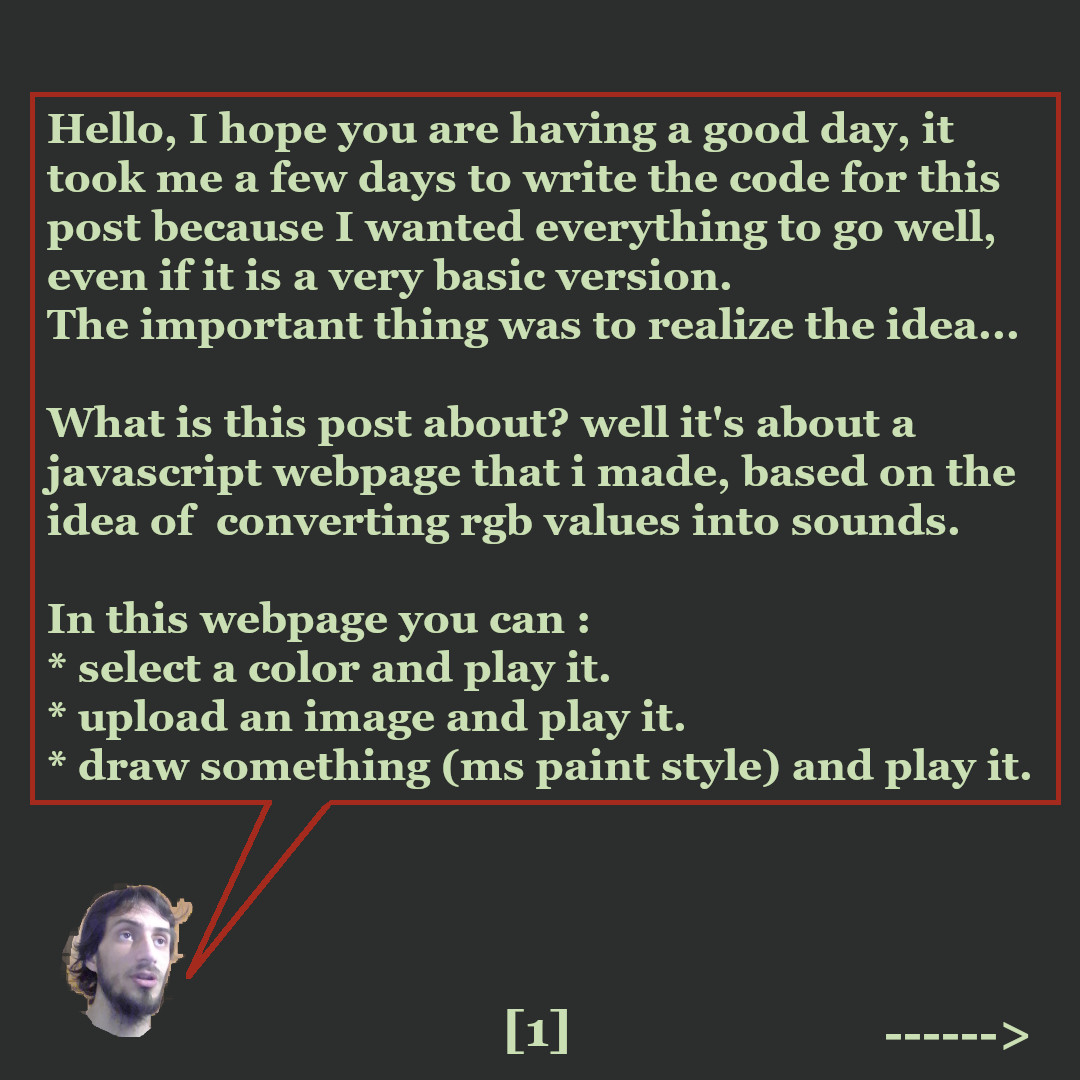 Hello, I hope you are having a good day, it
took me a few days to write the code for this
post because I wanted everything to go well,
even if it is a very basic version.
The important thing was to realize the idea...
What is this post about? well it's about a
javascript webpage that i made, based on the
idea of  converting rgb values into sounds.
In this webpage you can :
* select a color and play it.
* upload an image and play it.
* draw something (ms paint style) and play it.
[1]
------>